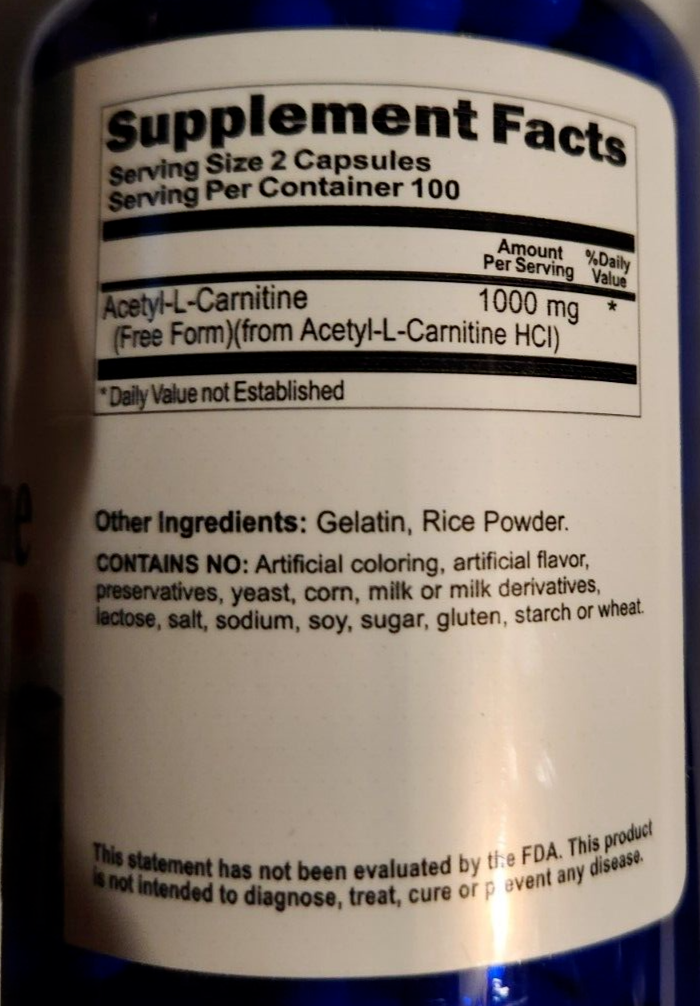 Supplement Facts
Serving Size 2 Capsules
Serving Per Container 100
Amount
Per Serving
%Daily
Value
Acetyl-L-Carnitine 1000 mg *
(Free Form)(from Acetyl-L-Carnitine HCl)
*Daily Value not Established
Other Ingredients: Gelatin, Rice Powder.
CONTAINS NO: Artificial coloring, artificial flavor,
preservatives, yeast, corn, milk or milk derivatives,
lactose, salt, sodium, soy, sugar, gluten, starch or wheat.
This statement has not been evaluated by the FDA. This product
is not intended to diagnose, treat, cure or prevent any disease.